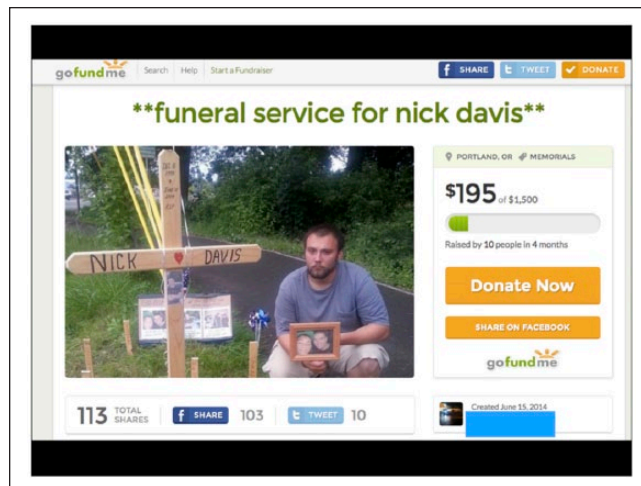 gofundme Search Help Start a Fundraiser SHARE TWEET DONATE
**funeral service for nick davis**
NICK DAVIS
PORTLAND, OR MEMORIALS
$195 of $1,500
Raised by 10 people in 4 months
Donate Now
SHARE ON FACEBOOK
gofundme
113 TOTAL SHARES f SHARE 103 t TWEET 10
Created June 15, 2014